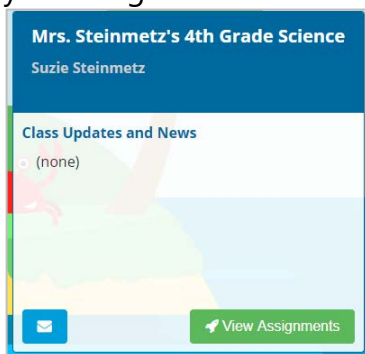 Mrs. Steinmetz's 4th Grade Science
Suzie Steinmetz
Class Updates and News
(none)
View Assignments